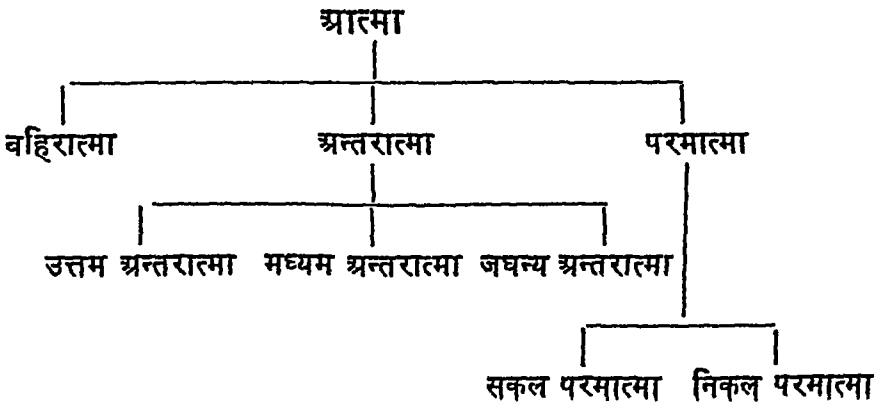 आत्मा
वहिरात्मा अन्तरात्मा परमात्मा
उत्तम अन्तरात्मा मध्यम अन्तरात्मा जघन्य अन्तरात्मा
सकल परमात्मा निकल परमात्मा